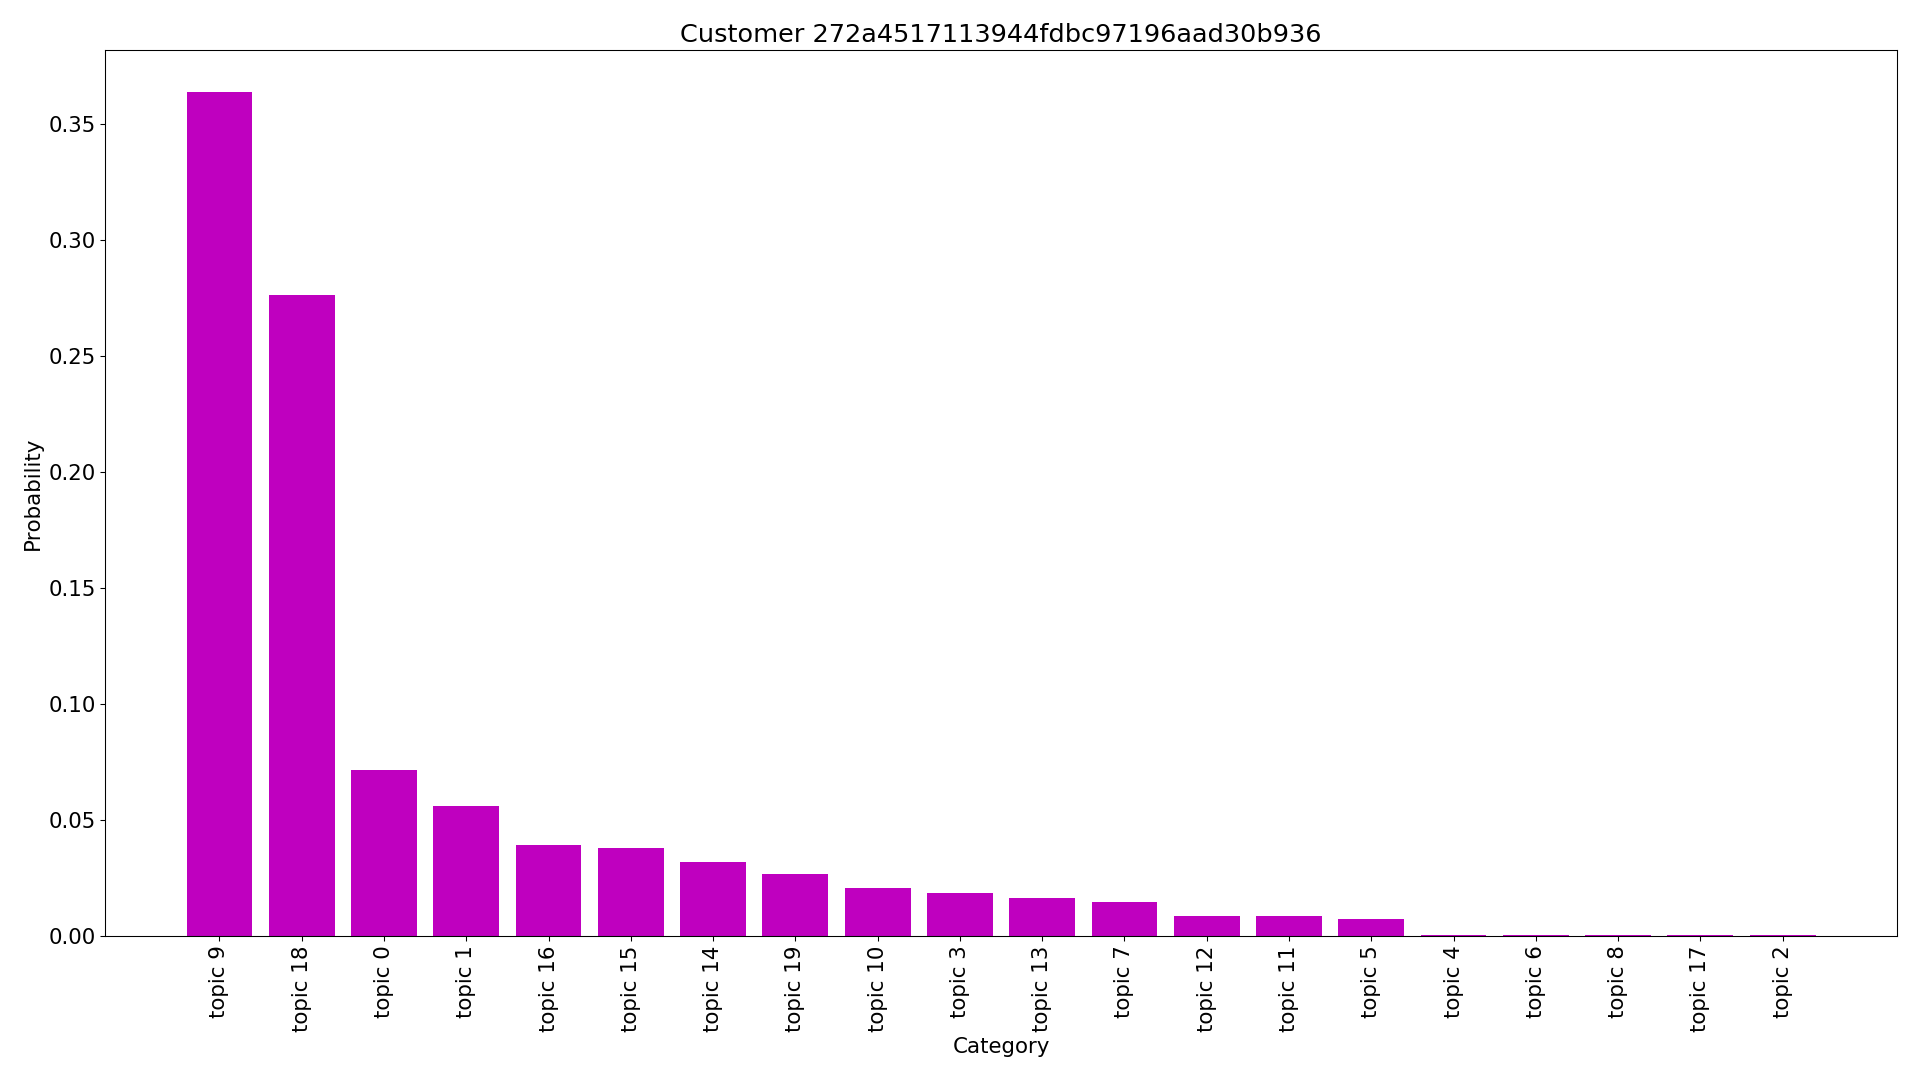 Customer 272a4517113944fdbc97196aad30b936
Probability
0.35
0.30
0.25
0.20
0.15
0.10
0.05
0.00
topic 9
topic 18
topic 0
topic 1
topic 16
topic 15
topic 14
topic 19
topic 10
topic 3
topic 13
topic 7
topic 12
topic 11
topic 5
topic 4
topic 6
topic 8
topic 17
topic 2
Category